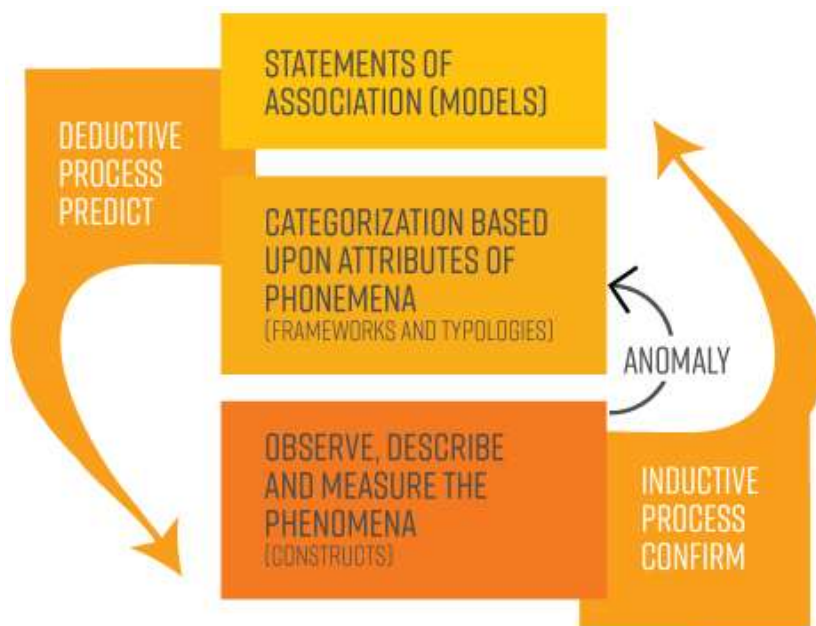 STATEMENTS OF
ASSOCIATION (MODELS)
DEDUCTIVE
PROCESS
PREDICT
CATEGORIZATION BASED
UPON ATTRIBUTES OF
PHONEMENA
(FRAMEWORKS AND TYPOLOGIES)
ANOMALY
OBSERVE, DESCRIBE
AND MEASURE THE
PHENOMENA
(CONSTRUCTS)
INDUCTIVE
PROCESS
CONFIRM